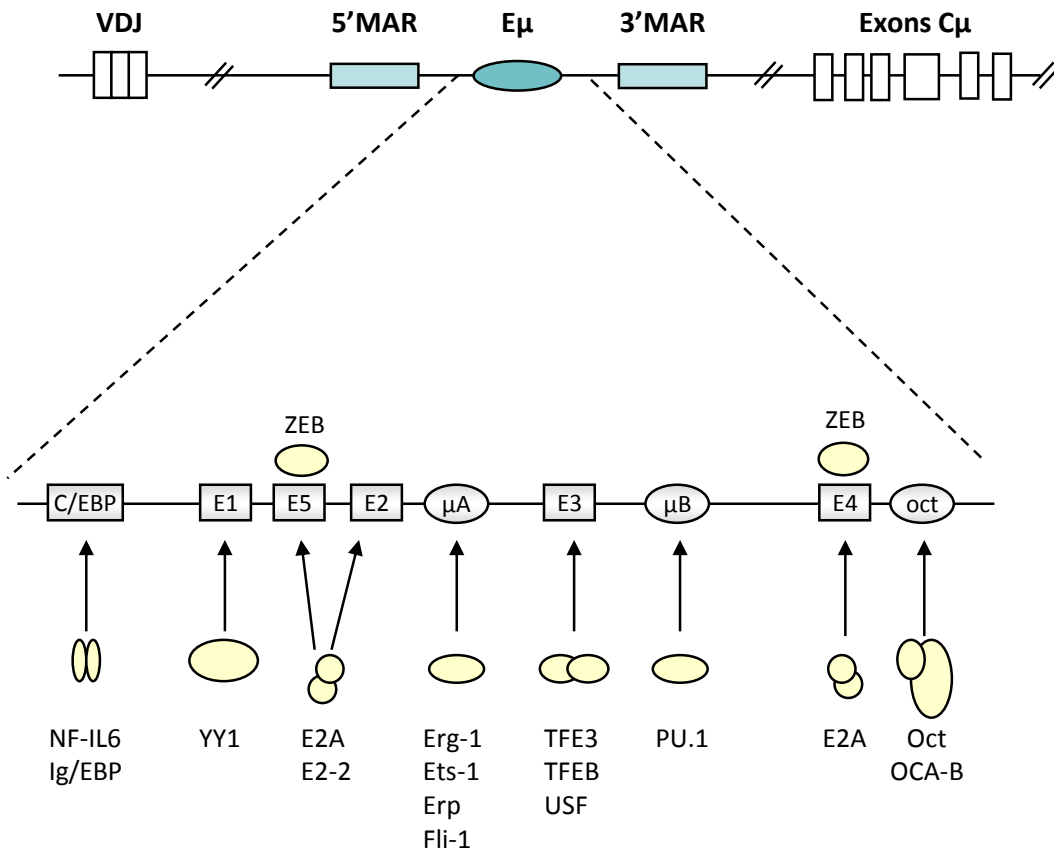 VDJ 5’MAR Eμ 3’MAR Exons Cμ
ZEB ZEB
C/EBP E1 E5 E2 μA E3 μB E4 oct
NF-IL6 YY1 E2A Erg-1 TFE3 PU.1 E2A Oct
Ig/EBP E2-2 Ets-1 TFEB OCA-B
Erp USF
Fli-1